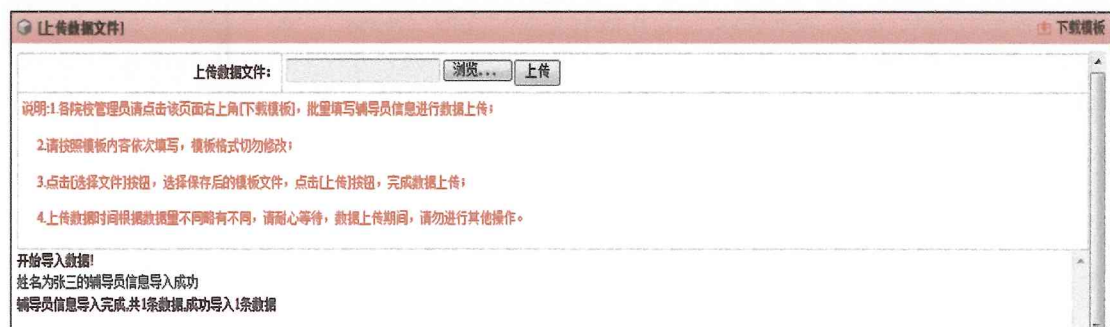 [上传数据文件]
下载模板
上传数据文件：
浏览...
上传
说明:1.各院校管理员请点击该页面右上角[下载模板]，批量填写辅导员信息进行数据上传；
2.请按照模板内容依次填写，模板格式切勿修改；
3.点击[选择文件]按钮，选择保存后的模板文件，点击[上传]按钮，完成数据上传；
4.上传数据时间根据数据量不同略有不同，请耐心等待，数据上传期间，请勿进行其他操作。
开始导入数据!
姓名为张三的辅导员信息导入成功
辅导员信息导入完成,共1条数据,成功导入1条数据